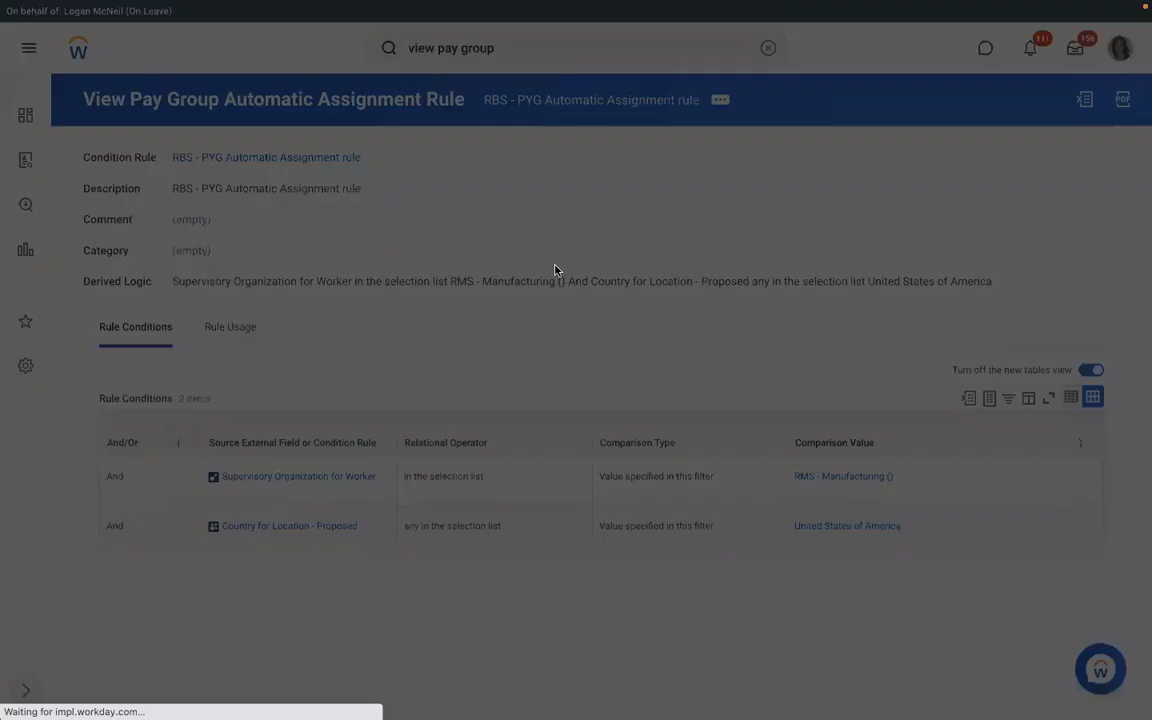 On behalf of: Logan McNeil (On Leave)
view pay group
111
156
View Pay Group Automatic Assignment Rule
RBS - PYG Automatic Assignment rule
PDF
Condition Rule
RBS - PYG Automatic Assignment rule
Description
RBS - PYG Automatic Assignment rule
Comment
(empty)
Category
(empty)
Derived Logic
Supervisory Organization for Worker in the selection list RMS - Manufacturing () And Country for Location - Proposed any in the selection list United States of America
Rule Conditions
Rule Usage
Turn off the new tables view
Rule Conditions 2 items
And/Or
(
Source External Field or Condition Rule
Relational Operator
Comparison Type
Comparison Value
)
And
Supervisory Organization for Worker
in the selection list
Value specified in this filter
RMS - Manufacturing ()
And
Country for Location - Proposed
any in the selection list
Value specified in this filter
United States of America
Waiting for impl.workday.com...